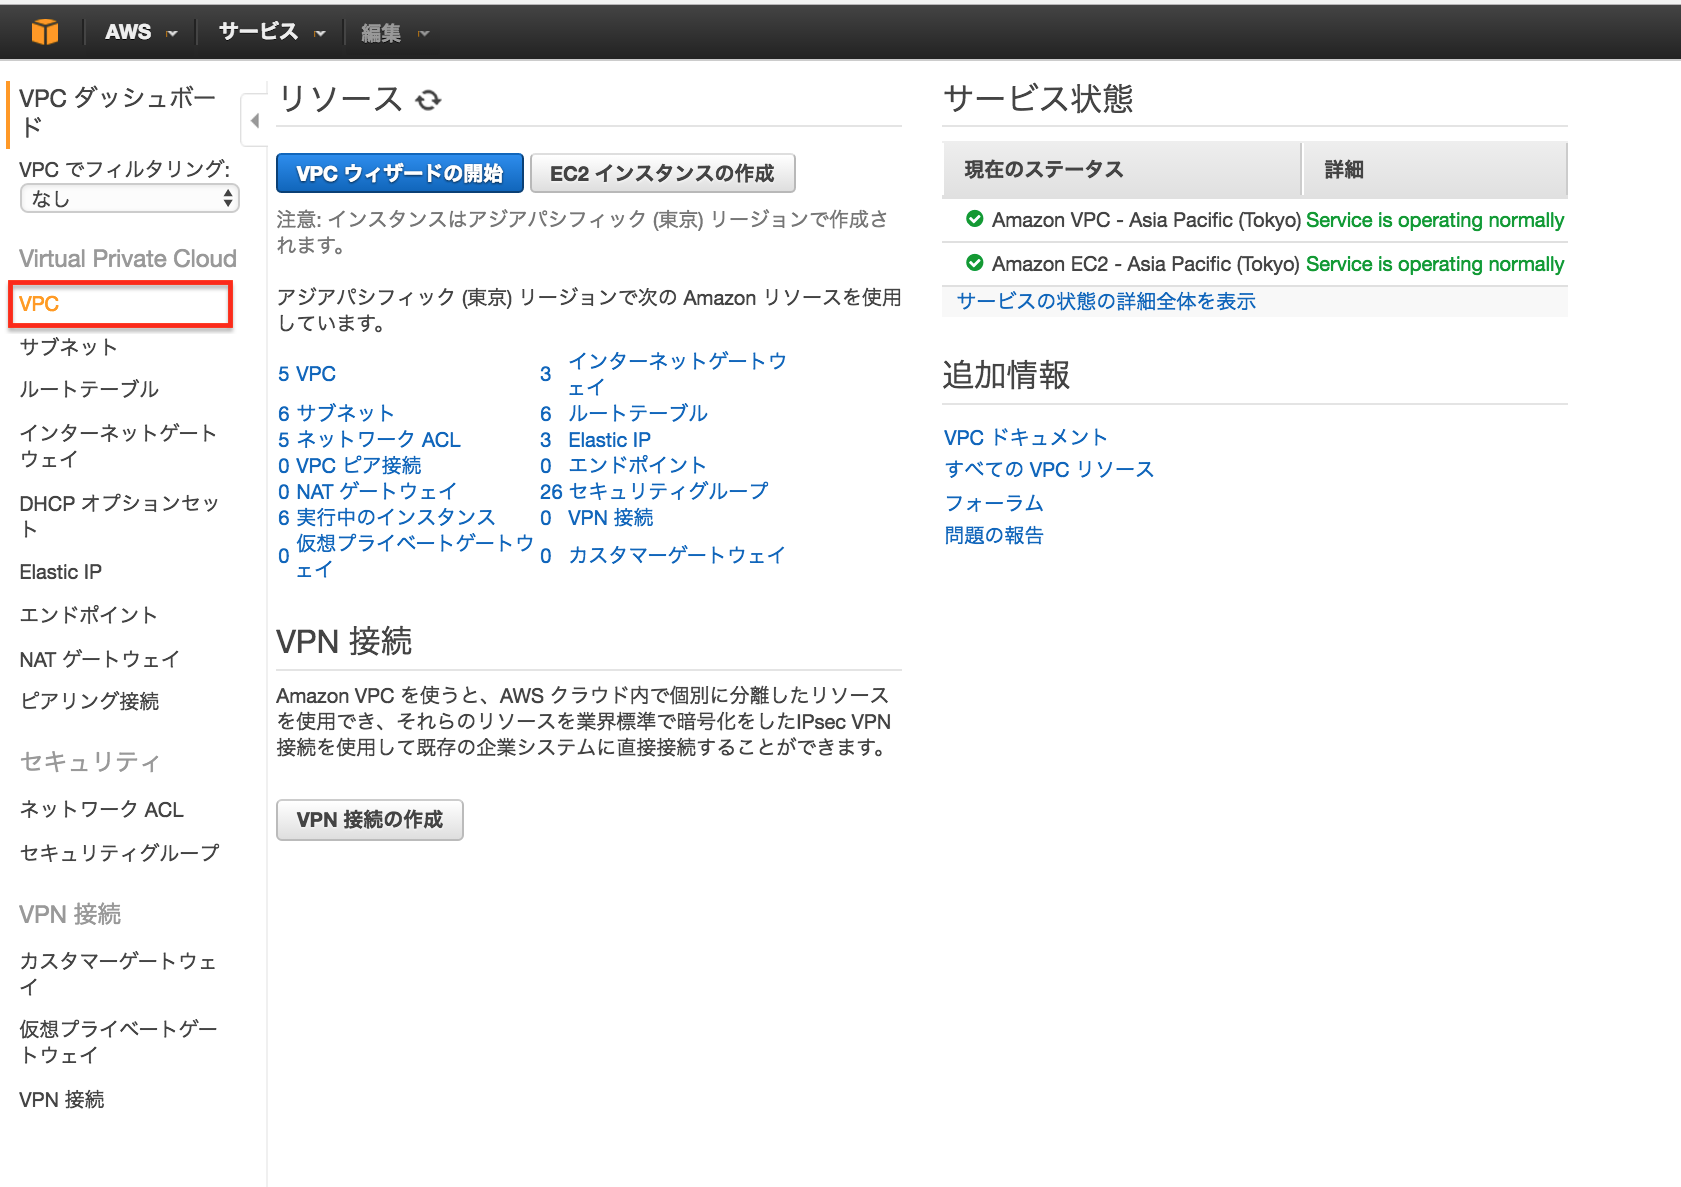 AWS サービス 編集
VPC ダッシュボー
ド
VPC でフィルタリング:
なし
Virtual Private Cloud
VPC
サブネット
ルートテーブル
インターネットゲート
ウェイ
DHCP オプションセッ
ト
Elastic IP
エンドポイント
NAT ゲートウェイ
ピアリング接続
セキュリティ
ネットワーク ACL
セキュリティグループ
VPN 接続
カスタマーゲートウェ
イ
仮想プライベートゲー
トウェイ
VPN 接続
リソース
VPC ウィザードの開始 EC2 インスタンスの作成
注意: インスタンスはアジアパシフィック (東京) リージョンで作成さ
れます。
アジアパシフィック (東京) リージョンで次の Amazon リソースを使用
しています。
5 VPC
3 インターネットゲートウ
ェイ
6 サブネット
6 ルートテーブル
5 ネットワーク ACL
3 Elastic IP
0 VPC ピア接続
0 エンドポイント
0 NAT ゲートウェイ
26 セキュリティグループ
6 実行中のインスタンス
0 VPN 接続
0 仮想プライベートゲートウ
ェイ
0 カスタマーゲートウェイ
VPN 接続
Amazon VPC を使うと、AWS クラウド内で個別に分離したリソース
を使用でき、それらのリソースを業界標準で暗号化をしたIPsec VPN
接続を使用して既存の企業システムに直接接続することができます。
VPN 接続の作成
サービス状態
現在のステータス 詳細
Amazon VPC - Asia Pacific (Tokyo) Service is operating normally
Amazon EC2 - Asia Pacific (Tokyo) Service is operating normally
サービスの状態の詳細全体を表示
追加情報
VPC ドキュメント
すべての VPC リソース
フォーラム
問題の報告